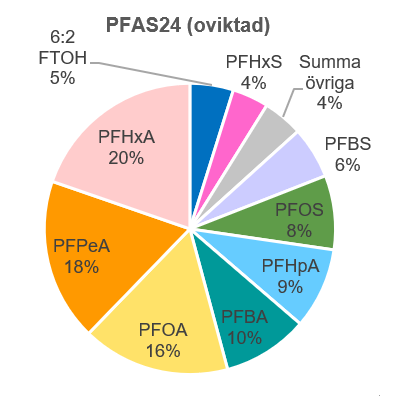 PFAS24 (oviktad)
6:2
FTOH
5%
PFHxS
4%
Summa
övriga
4%
PFBS
6%
PFOS
8%
PFHpA
9%
PFBA
10%
PFOA
16%
PFPeA
18%
PFHxA
20%